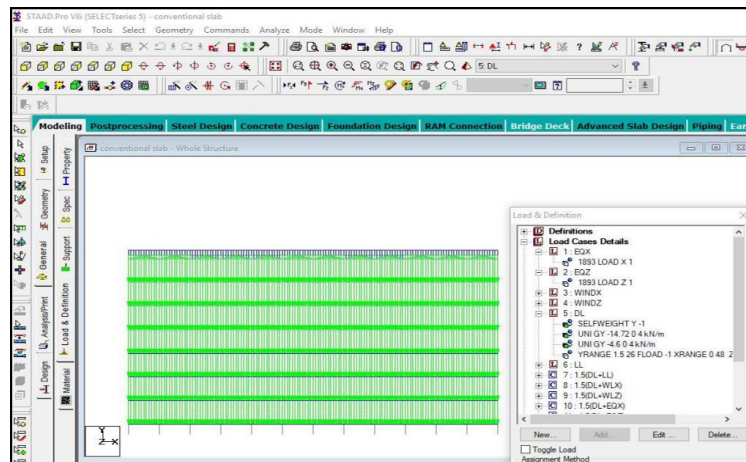 STAAD.Pro V8i (SELECTseries 5) - conventional slab
File Edit View Tools Select Geometry Commands Analyze Mode Window Help
5: DL
Modeling Postprocessing Steel Design Concrete Design Foundation Design RAM Connection Bridge Deck Advanced Slab Design Piping Ear
conventional slab - Whole Structure
Setup
Geometry
General
Analysis/Print
Design
Property
Spec
Support
Load & Definition
Material
Load & Definition
Definitions
Load Cases Details
1 : EQX
1893 LOAD X 1
2 : EQZ
1893 LOAD Z 1
3 : WINDX
4 : WINDZ
5 : DL
SELFWEIGHT Y -1
UNI GY -14.72 0 4 kN/m
UNI GY -4.6 0 4 kN/m
YRANGE 1.5 26 FLOAD -1 XRANGE 0 48 Z
6 : LL
7 : 1.5(DL+LL)
8 : 1.5(DL+WLX)
9 : 1.5(DL+WLZ)
10 : 1.5(DL+EQX)
New... Add... Edit ... Delete...
Toggle Load
Assignment Method
Y
Z X